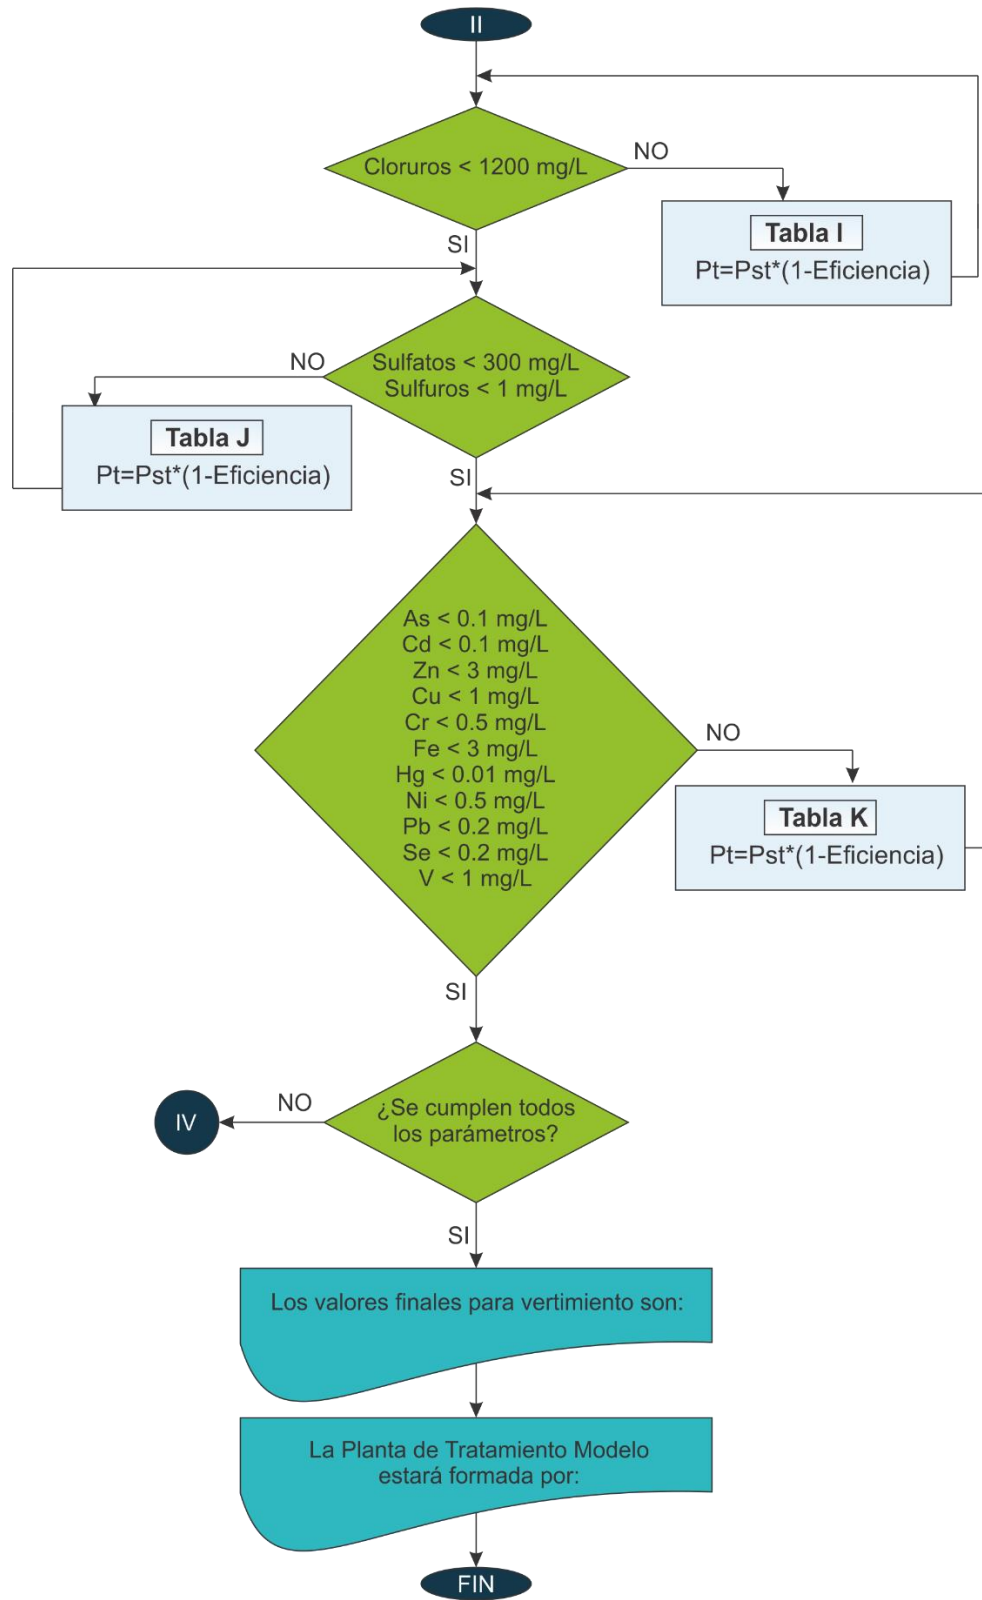 II
Cloruros < 1200 mg/L
NO
Tabla I
Pt=Pst*(1-Eficiencia)
SI
Sulfatos < 300 mg/L
Sulfuros < 1 mg/L
NO
Tabla J
Pt=Pst*(1-Eficiencia)
SI
As < 0.1 mg/L
Cd < 0.1 mg/L
Zn < 3 mg/L
Cu < 1 mg/L
Cr < 0.5 mg/L
Fe < 3 mg/L
Hg < 0.01 mg/L
Ni < 0.5 mg/L
Pb < 0.2 mg/L
Se < 0.2 mg/L
V < 1 mg/L
NO
Tabla K
Pt=Pst*(1-Eficiencia)
SI
¿Se cumplen todos
los parámetros?
NO
IV
SI
Los valores finales para vertimiento son:
La Planta de Tratamiento Modelo
estará formada por:
FIN